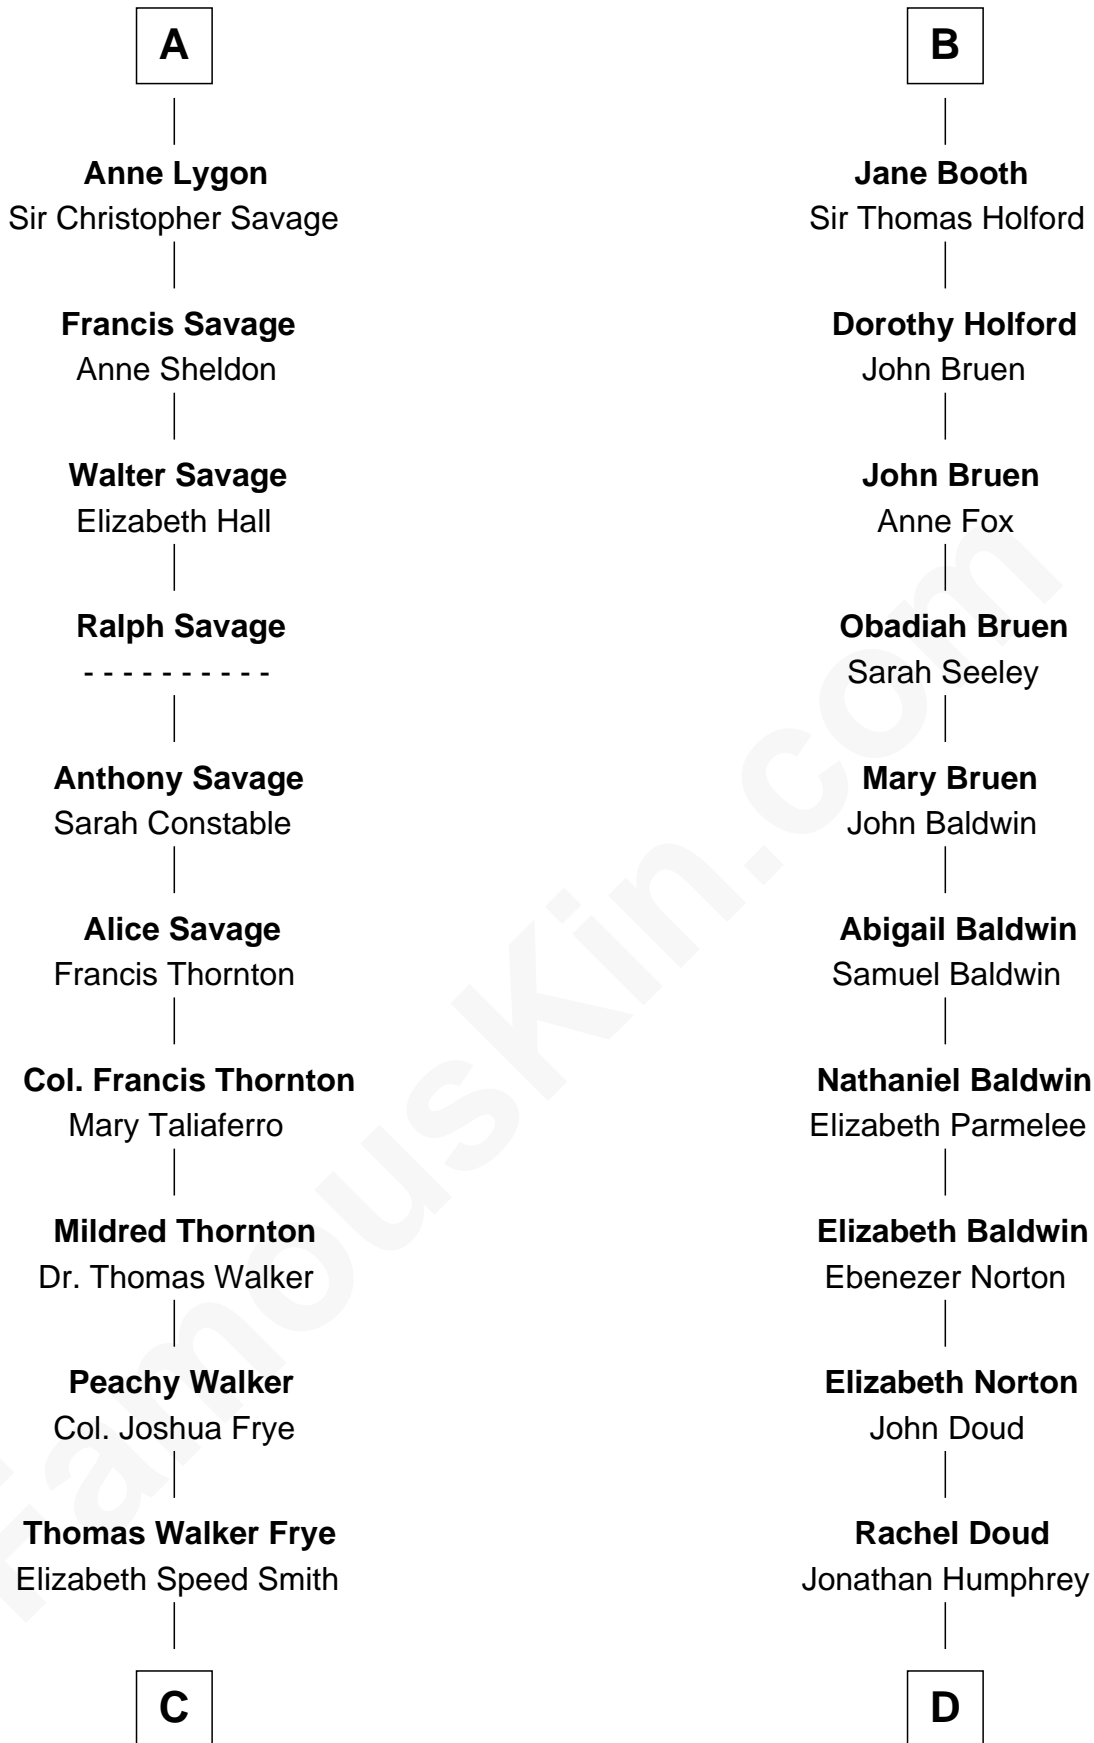 A
Anne Lygon
Sir Christopher Savage
Francis Savage
Anne Sheldon
Walter Savage
Elizabeth Hall
Ralph Savage
- - - - - - - - - -
Anthony Savage
Sarah Constable
Alice Savage
Francis Thornton
Col. Francis Thornton
Mary Taliaferro
Mildred Thornton
Dr. Thomas Walker
Peachy Walker
Col. Joshua Frye
Thomas Walker Frye
Elizabeth Speed Smith
C
B
Jane Booth
Sir Thomas Holford
Dorothy Holford
John Bruen
John Bruen
Anne Fox
Obadiah Bruen
Sarah Seeley
Mary Bruen
John Baldwin
Abigail Baldwin
Samuel Baldwin
Nathaniel Baldwin
Elizabeth Parmelee
Elizabeth Baldwin
Ebenezer Norton
Elizabeth Norton
John Doud
Rachel Doud
Jonathan Humphrey
D
FamousKin.com